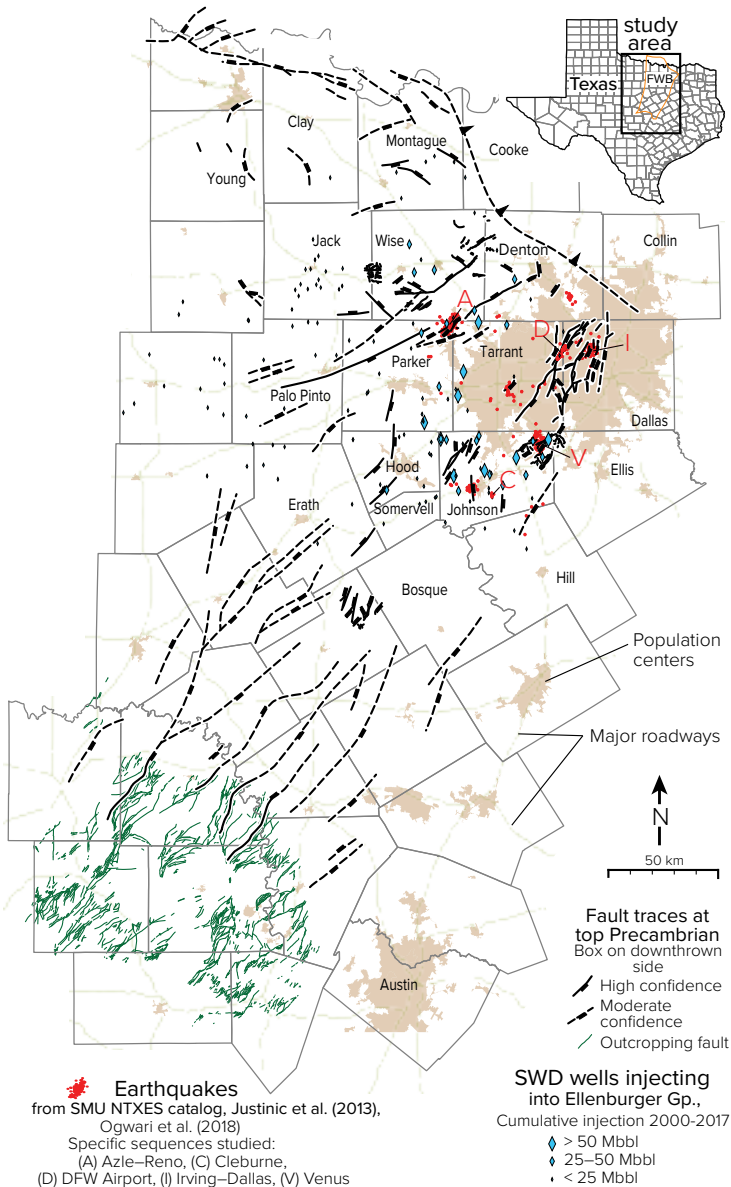 study
area
Texas
FWB
Clay
Montague
Cooke
Young
Jack
Wise
Denton
Collin
A
D
I
Parker
Tarrant
Palo Pinto
Dallas
V
Hood
C
Ellis
Erath
Somervell
Johnson
Hill
Bosque
Population
centers
Major roadways
N
50 km
Austin
Fault traces at
top Precambrian
Box on downthrown
side
High confidence
Moderate
confidence
Outcropping fault
Earthquakes
from SMU NTXES catalog, Justinic et al. (2013),
Ogwari et al. (2018)
Specific sequences studied:
(A) Azle–Reno, (C) Cleburne,
(D) DFW Airport, (I) Irving–Dallas, (V) Venus
SWD wells injecting
into Ellenburger Gp.,
Cumulative injection 2000-2017
> 50 Mbbl
25–50 Mbbl
< 25 Mbbl